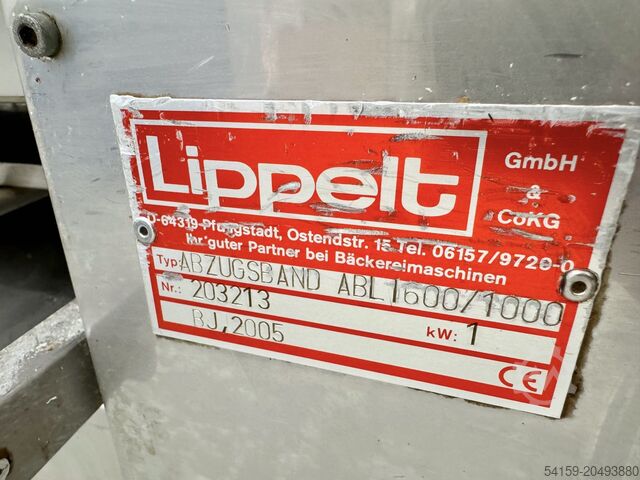 Lippelt GmbH & CoKG
D-64319 Pfungstadt, Ostendstr. 15 Tel. 06157/9720-0
Ihr guter Partner bei Bäckereimaschinen
Typ: ABZUGSBAND ABL1600/1000
Nr.: 203213
BJ,2005 kW: 1
CE
54159-20493880